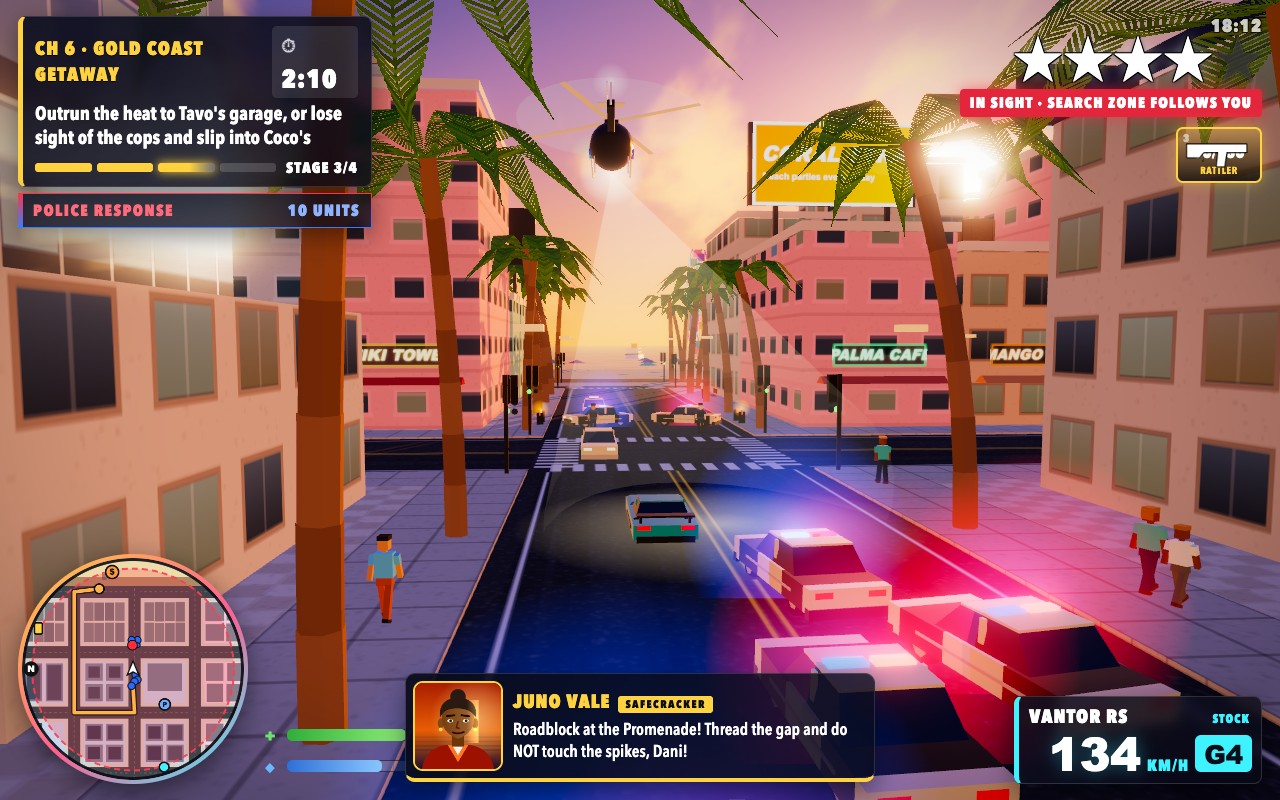 CH 6 · GOLD COAST
GETAWAY
2:10
Outrun the heat to Tavo's garage, or lose
sight of the cops and slip into Coco's
STAGE 3/4
POLICE RESPONSE
10 UNITS
18:12
IN SIGHT · SEARCH ZONE FOLLOWS YOU
RATTLER
PALMA CAFE
MANGO
S
N
P
JUNO VALE
SAFECRACKER
Roadblock at the Promenade! Thread the gap and do
NOT touch the spikes, Dani!
VANTOR RS
STOCK
134 KM/H
G4